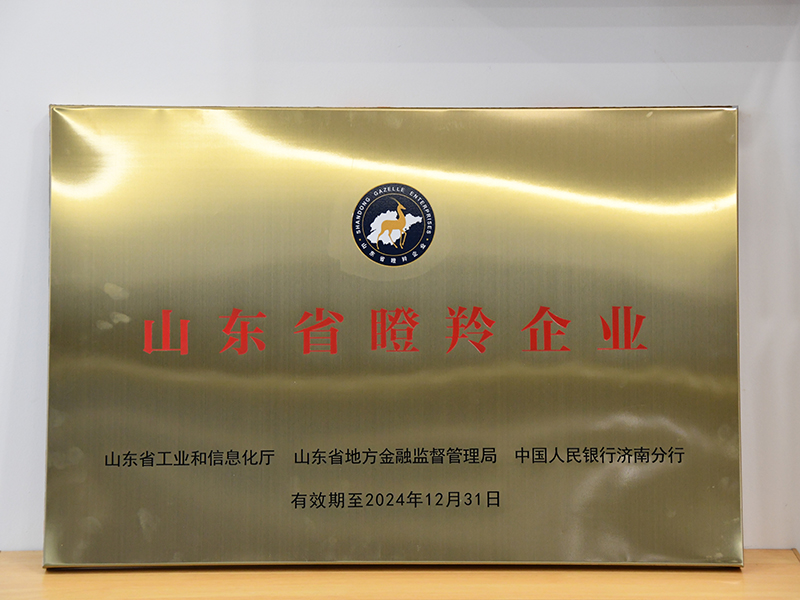 SHANDONG GAZELLE ENTERPRISES
山东省瞪羚企业
山东省瞪羚企业
山东省工业和信息化厅 山东省地方金融监督管理局 中国人民银行济南分行
有效期至2024年12月31日